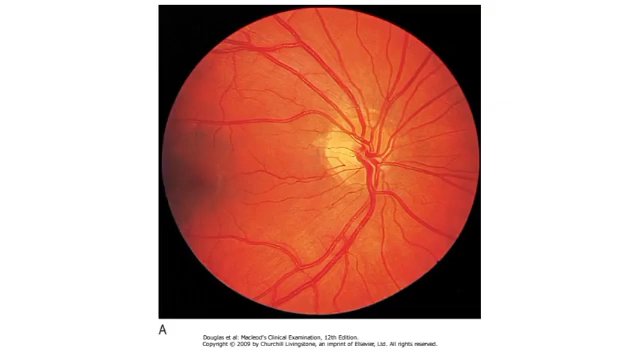 A
Douglas et al: Macleod's Clinical Examination, 12th Edition.
Copyright © 2009 by Churchill Livingstone, an imprint of Elsevier, Ltd. All rights reserved.